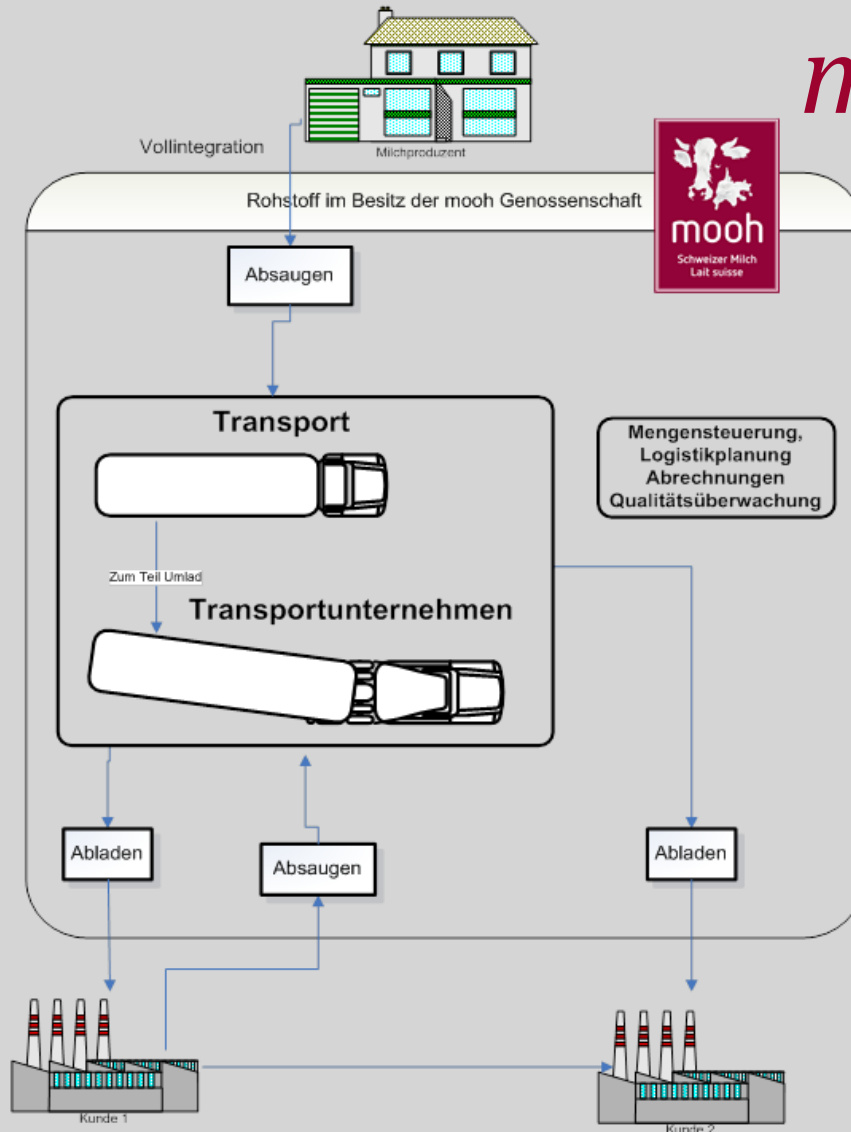 m
Vollintegration
Milchproduzent
Rohstoff im Besitz der mooh Genossenschaft
mooh
Schweizer Milch
Lait suisse
Absaugen
Transport
Mengensteuerung,
Logistikplanung
Abrechnungen
Qualitätsüberwachung
Zum Teil Umlad
Transportunternehmen
Abladen
Absaugen
Abladen
Kunde 1
Kunde 2